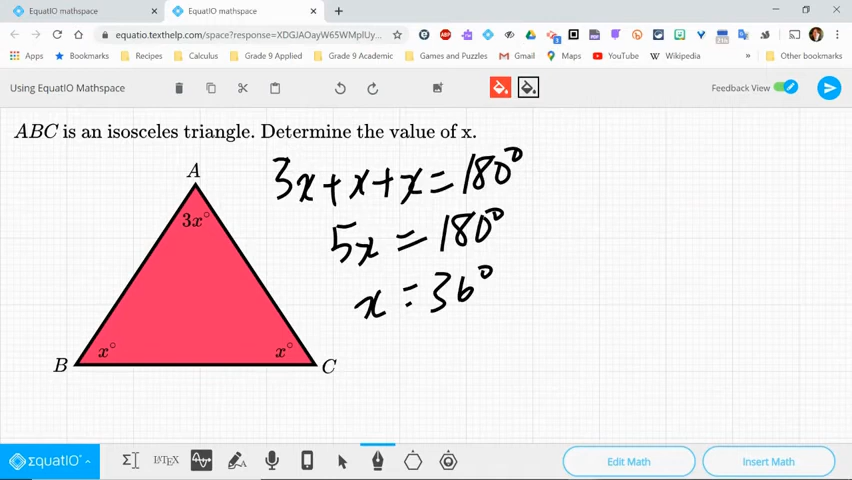 EquatIO mathspace
EquatIO mathspace
equatio.texthelp.com/space?response=XDGJAOayW65WMpIUy...
Apps
Bookmarks
Recipes
Calculus
Grade 9 Applied
Grade 9 Academic
Games and Puzzles
Gmail
Maps
YouTube
Wikipedia
Other bookmarks
Using EquatIO Mathspace
Feedback View
ABC is an isosceles triangle. Determine the value of x.
A
3x°
3x+x+x=180°
5x=180°
x=36°
x°
x°
B
C
EquatIO
LATEX
Edit Math
Insert Math